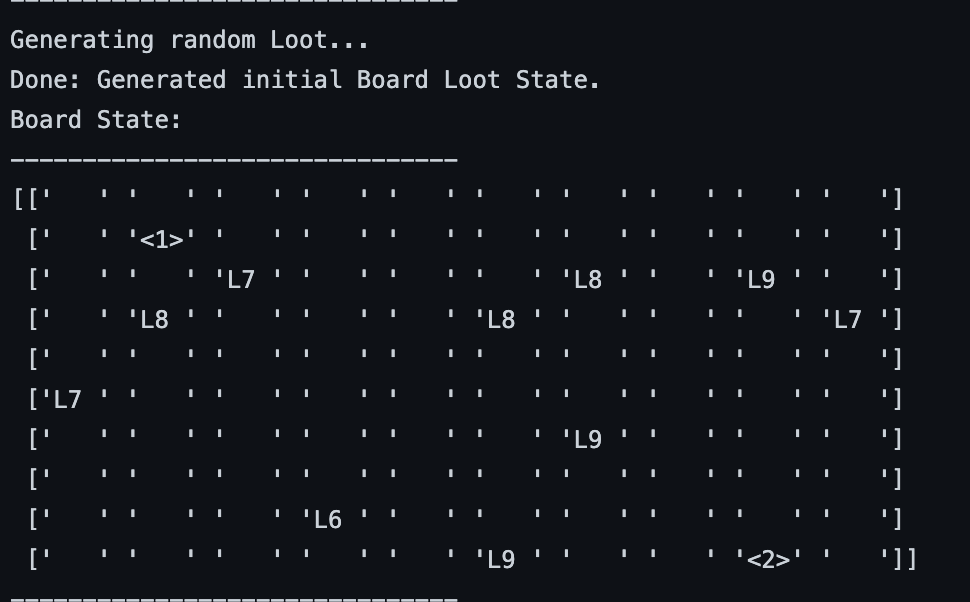 -------------------------------
Generating random Loot...
Done: Generated initial Board Loot State.
Board State:
-------------------------------
[['   ' '   ' '   ' '   ' '   ' '   ' '   ' '   ' '   ' '   ']
 ['   ' '<1>' '   ' '   ' '   ' '   ' '   ' '   ' '   ' '   ']
 ['   ' '   ' 'L7 ' '   ' '   ' '   ' 'L8 ' '   ' 'L9 ' '   ']
 ['   ' 'L8 ' '   ' '   ' '   ' 'L8 ' '   ' '   ' '   ' 'L7 ']
 ['   ' '   ' '   ' '   ' '   ' '   ' '   ' '   ' '   ' '   ']
 ['L7 ' '   ' '   ' '   ' '   ' '   ' '   ' '   ' '   ' '   ']
 ['   ' '   ' '   ' '   ' '   ' '   ' 'L9 ' '   ' '   ' '   ']
 ['   ' '   ' '   ' '   ' '   ' '   ' '   ' '   ' '   ' '   ']
 ['   ' '   ' '   ' 'L6 ' '   ' '   ' '   ' '   ' '   ' '   ']
 ['   ' '   ' '   ' '   ' '   ' 'L9 ' '   ' '   ' '<2>' '   ']]
-------------------------------